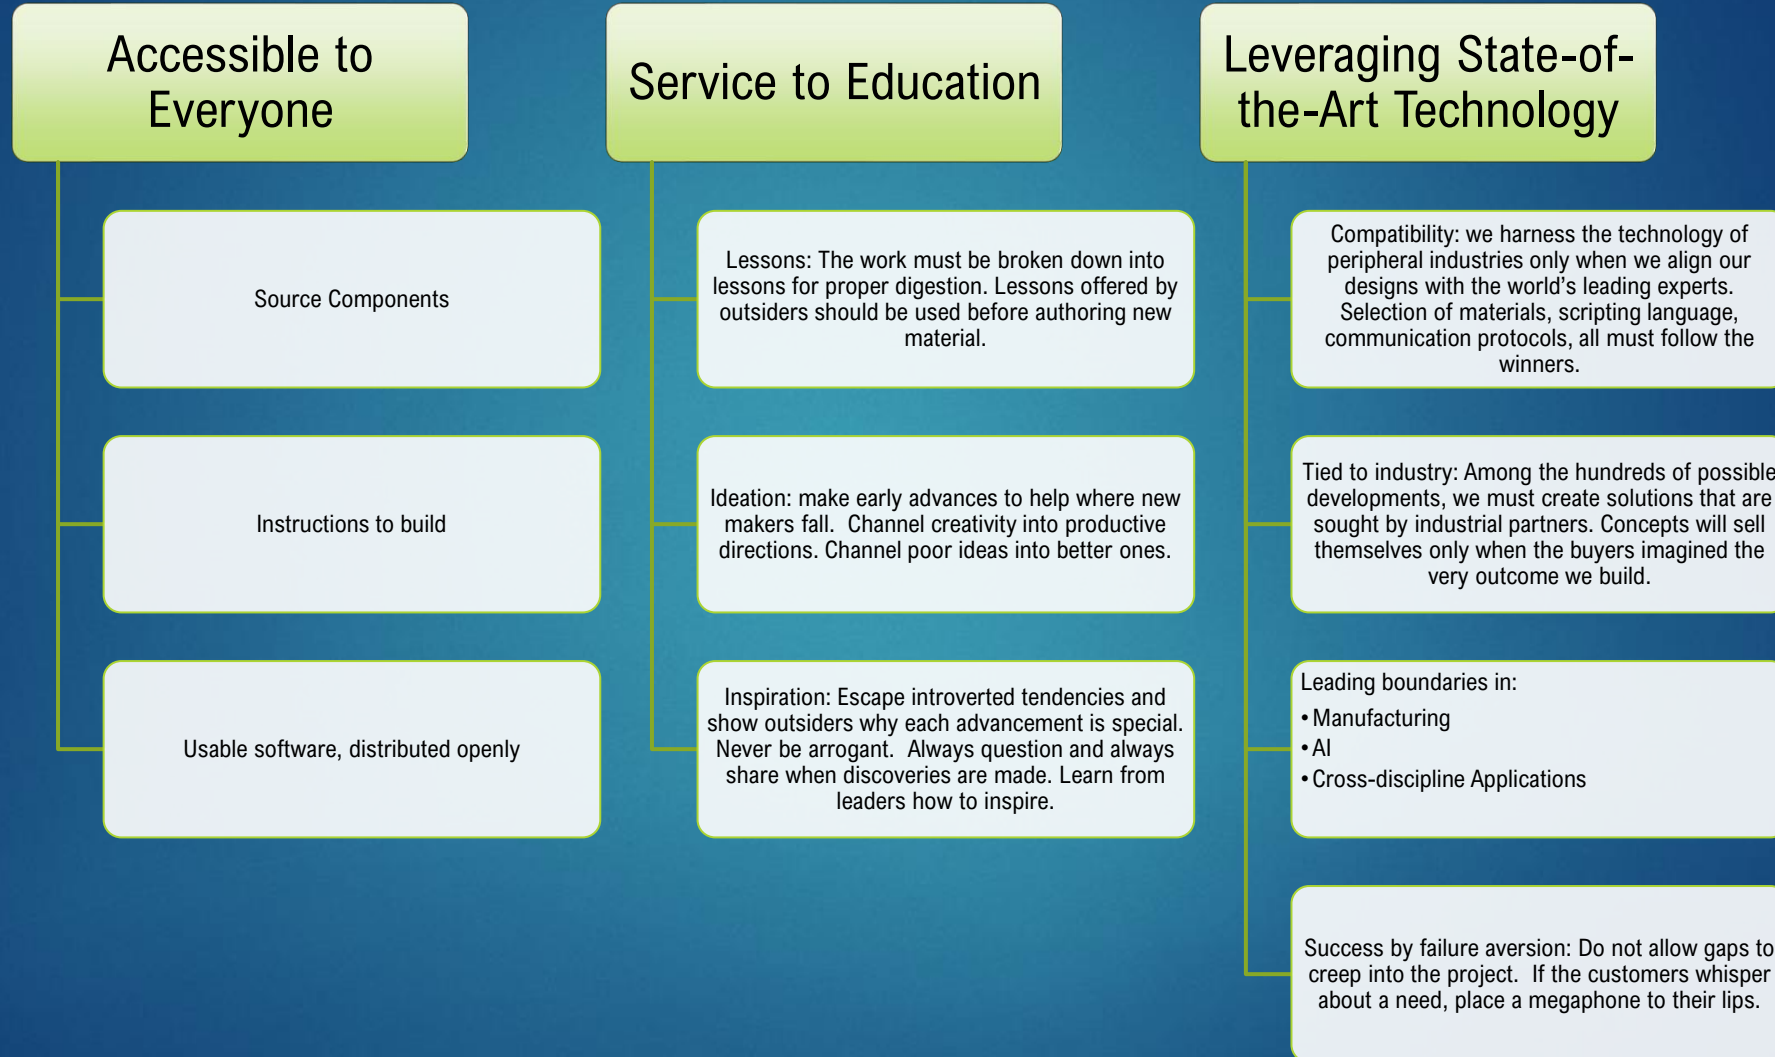 Accessible to
Everyone
Source Components
Instructions to build
Usable software, distributed openly
Service to Education
Lessons: The work must be broken down into
lessons for proper digestion. Lessons offered by
outsiders should be used before authoring new
material.
Ideation: make early advances to help where new
makers fall.  Channel creativity into productive
directions. Channel poor ideas into better ones.
Inspiration: Escape introverted tendencies and
show outsiders why each advancement is special.
Never be arrogant.  Always question and always
share when discoveries are made. Learn from
leaders how to inspire.
Leveraging State-of-
the-Art Technology
Compatibility: we harness the technology of
peripheral industries only when we align our
designs with the world’s leading experts.
Selection of materials, scripting language,
communication protocols, all must follow the
winners.
Tied to industry: Among the hundreds of possible
developments, we must create solutions that are
sought by industrial partners. Concepts will sell
themselves only when the buyers imagined the
very outcome we build.
Leading boundaries in:
• Manufacturing
• AI
• Cross-discipline Applications
Success by failure aversion: Do not allow gaps to
creep into the project.  If the customers whisper
about a need, place a megaphone to their lips.